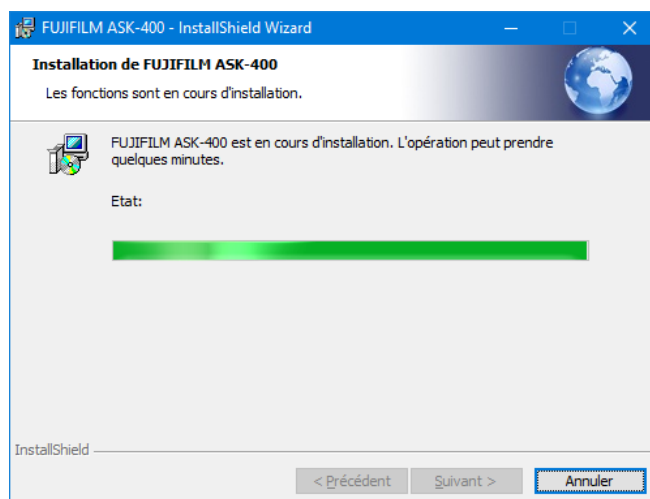 FUJIFILM ASK-400 - InstallShield Wizard
Installation de FUJIFILM ASK-400
Les fonctions sont en cours d'installation.
FUJIFILM ASK-400 est en cours d'installation. L'opération peut prendre
quelques minutes.
Etat:
InstallShield
< Précédent
Suivant >
Annuler